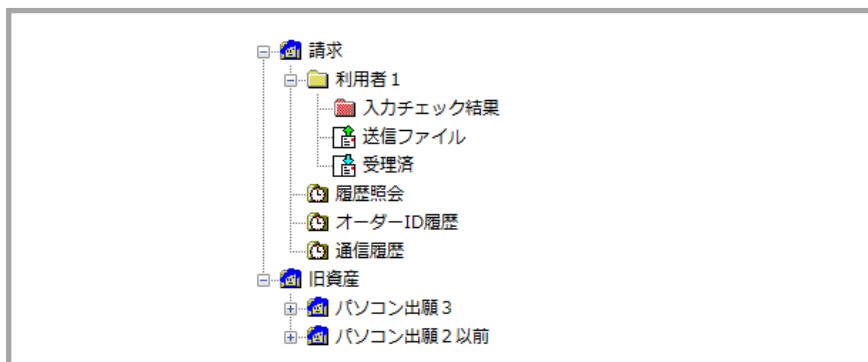 請求
利用者１
入力チェック結果
送信ファイル
受理済
履歴照会
オーダーID履歴
通信履歴
旧資産
パソコン出願３
パソコン出願２以前